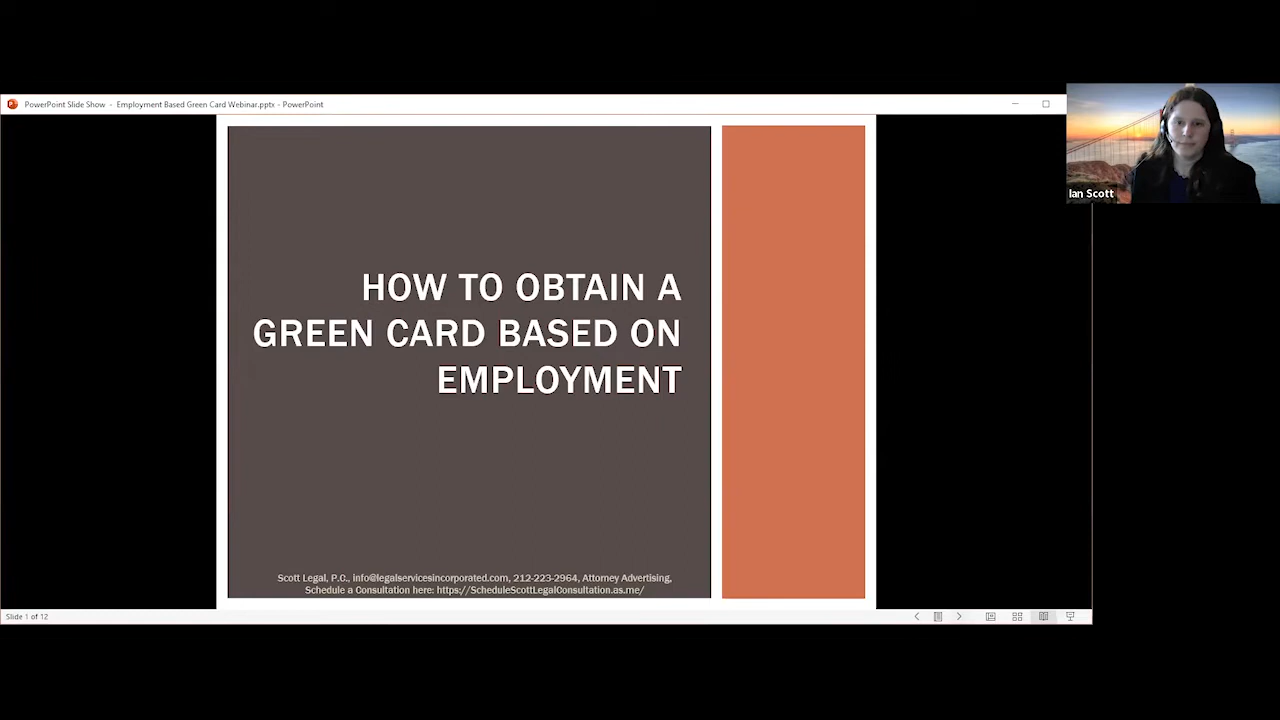 PowerPoint Slide Show - Employment Based Green Card Webinar.pptx - PowerPoint
Ian Scott
HOW TO OBTAIN A
GREEN CARD BASED ON
EMPLOYMENT
Scott Legal, P.C., info@legalservicesincorporated.com, 212-223-2964, Attorney Advertising,
Schedule a Consultation here: https://ScheduleScottLegalConsultation.as.me/
Slide 1 of 12